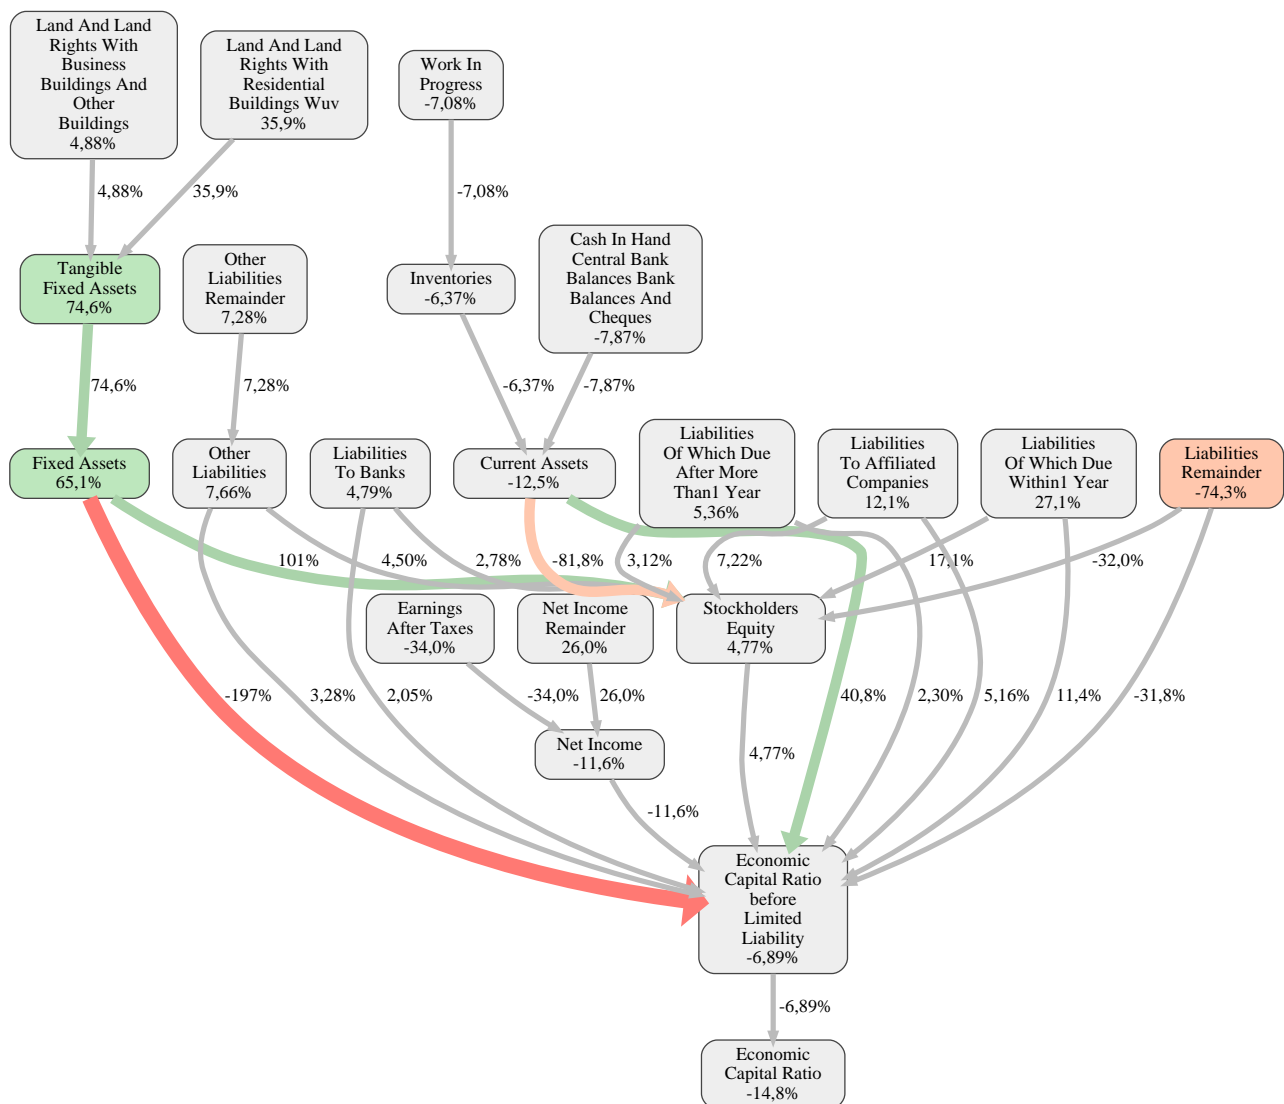 Land And Land
Rights With
Business
Buildings And
Other
Buildings
4,88%
Land And Land
Rights With
Residential
Buildings Wuv
35,9%
Work In
Progress
-7,08%
4,88%
35,9%
-7,08%
Tangible
Fixed Assets
74,6%
Other
Liabilities
Remainder
7,28%
Inventories
-6,37%
Cash In Hand
Central Bank
Balances Bank
Balances And
Cheques
-7,87%
74,6%
7,28%
-6,37%
-7,87%
Fixed Assets
65,1%
Other
Liabilities
7,66%
Liabilities
To Banks
4,79%
Current Assets
-12,5%
Liabilities
Of Which Due
After More
Than1 Year
5,36%
Liabilities
To Affiliated
Companies
12,1%
Liabilities
Of Which Due
Within1 Year
27,1%
Liabilities
Remainder
-74,3%
101%
4,50%
2,78%
-81,8%
3,12%
7,22%
17,1%
-32,0%
Earnings
After Taxes
-34,0%
Net Income
Remainder
26,0%
Stockholders
Equity
4,77%
-197%
3,28%
2,05%
-34,0%
26,0%
40,8%
2,30%
5,16%
11,4%
-31,8%
Net Income
-11,6%
4,77%
-11,6%
Economic
Capital Ratio
before
Limited
Liability
-6,89%
-6,89%
Economic
Capital Ratio
-14,8%